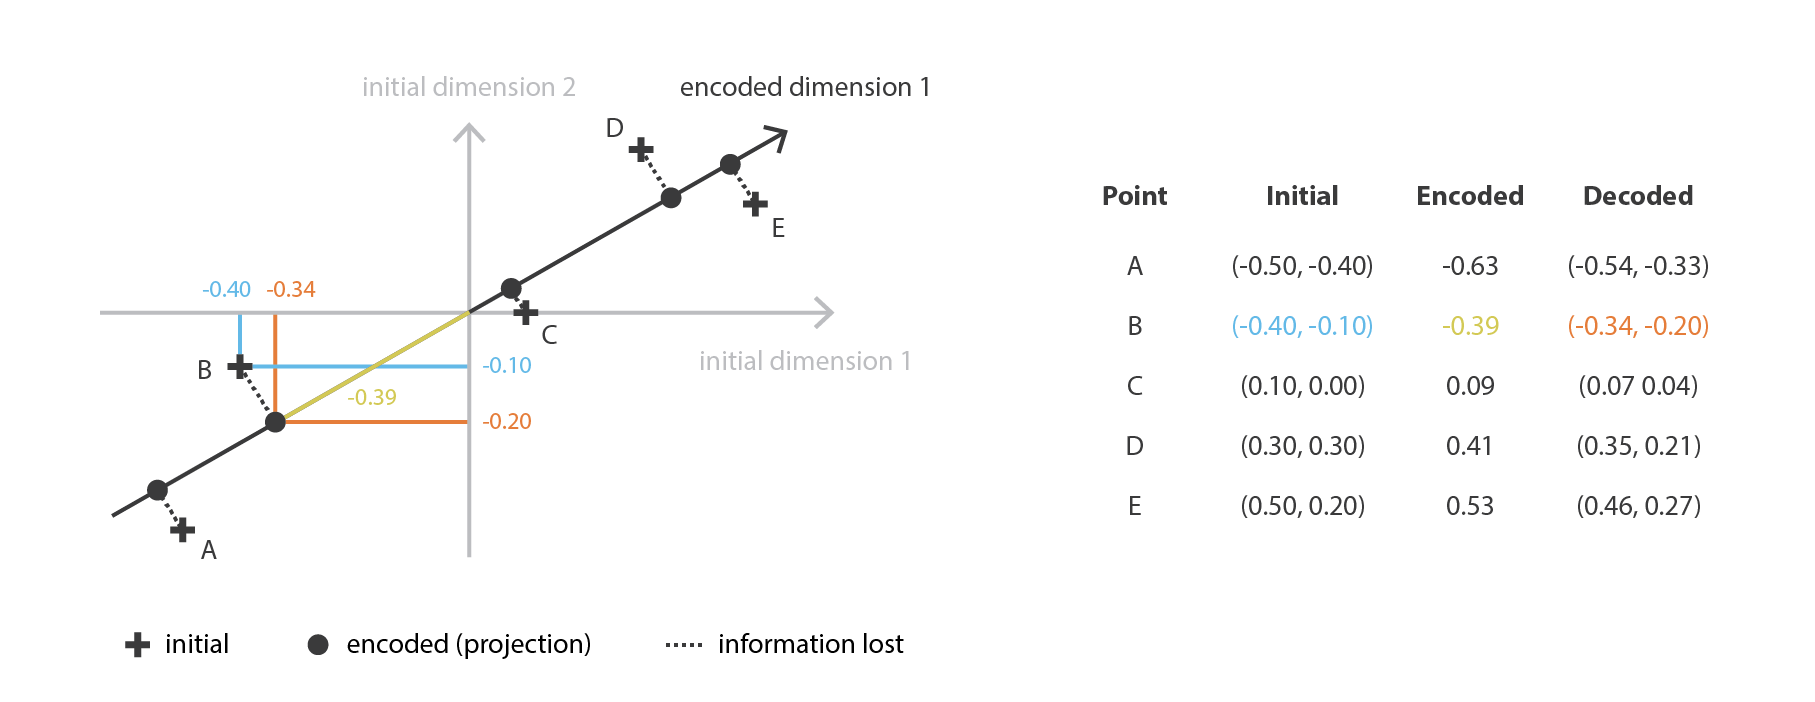 initial dimension 2
encoded dimension 1
D
E
-0.40 -0.34
C
B
-0.10
initial dimension 1
-0.39
-0.20
A
initial
encoded (projection)
information lost
Point Initial Encoded Decoded
A (-0.50, -0.40) -0.63 (-0.54, -0.33)
B (-0.40, -0.10) -0.39 (-0.34, -0.20)
C (0.10, 0.00) 0.09 (0.07 0.04)
D (0.30, 0.30) 0.41 (0.35, 0.21)
E (0.50, 0.20) 0.53 (0.46, 0.27)